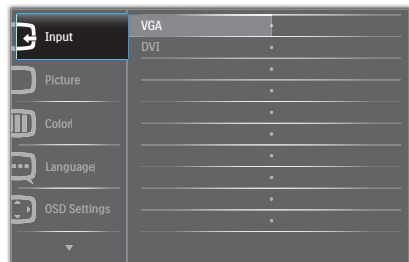 Input
VGA
DVI
Picture
Color
Language
OSD Settings